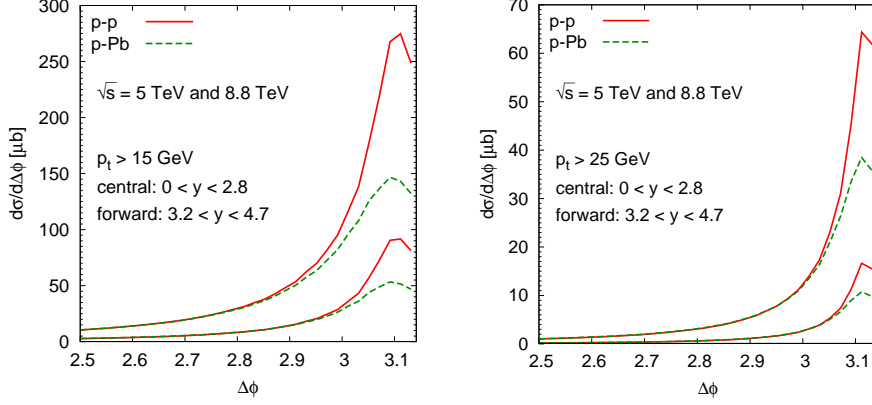 p-p
p-Pb
√s = 5 TeV and 8.8 TeV
p_t > 15 GeV
central: 0 < y < 2.8
forward: 3.2 < y < 4.7
dσ/dΔϕ [μb]
300
250
200
150
100
50
0
2.5 2.6 2.7 2.8 2.9 3 3.1
Δϕ
p-p
p-Pb
√s = 5 TeV and 8.8 TeV
p_t > 25 GeV
central: 0 < y < 2.8
forward: 3.2 < y < 4.7
dσ/dΔϕ [μb]
70
60
50
40
30
20
10
0
2.5 2.6 2.7 2.8 2.9 3 3.1
Δϕ